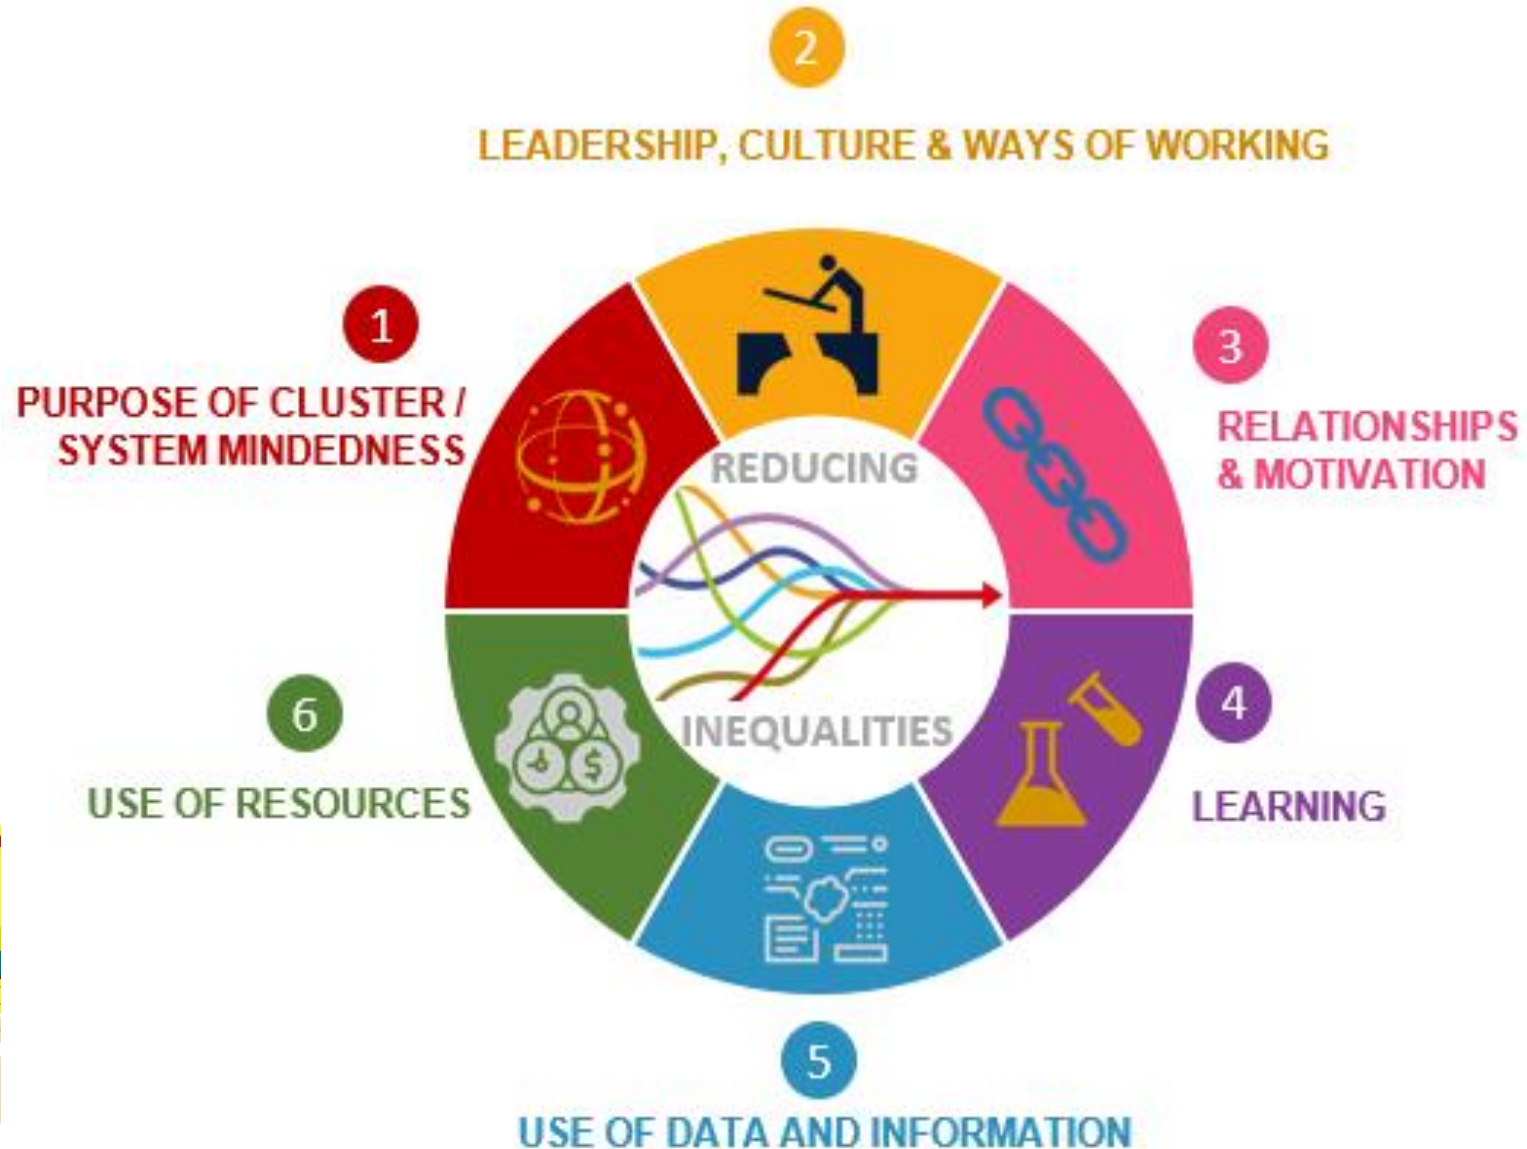 2
LEADERSHIP, CULTURE & WAYS OF WORKING
1
PURPOSE OF CLUSTER /
SYSTEM MINDEDNESS
3
RELATIONSHIPS
& MOTIVATION
REDUCING
INEQUALITIES
4
LEARNING
6
USE OF RESOURCES
$
5
USE OF DATA AND INFORMATION